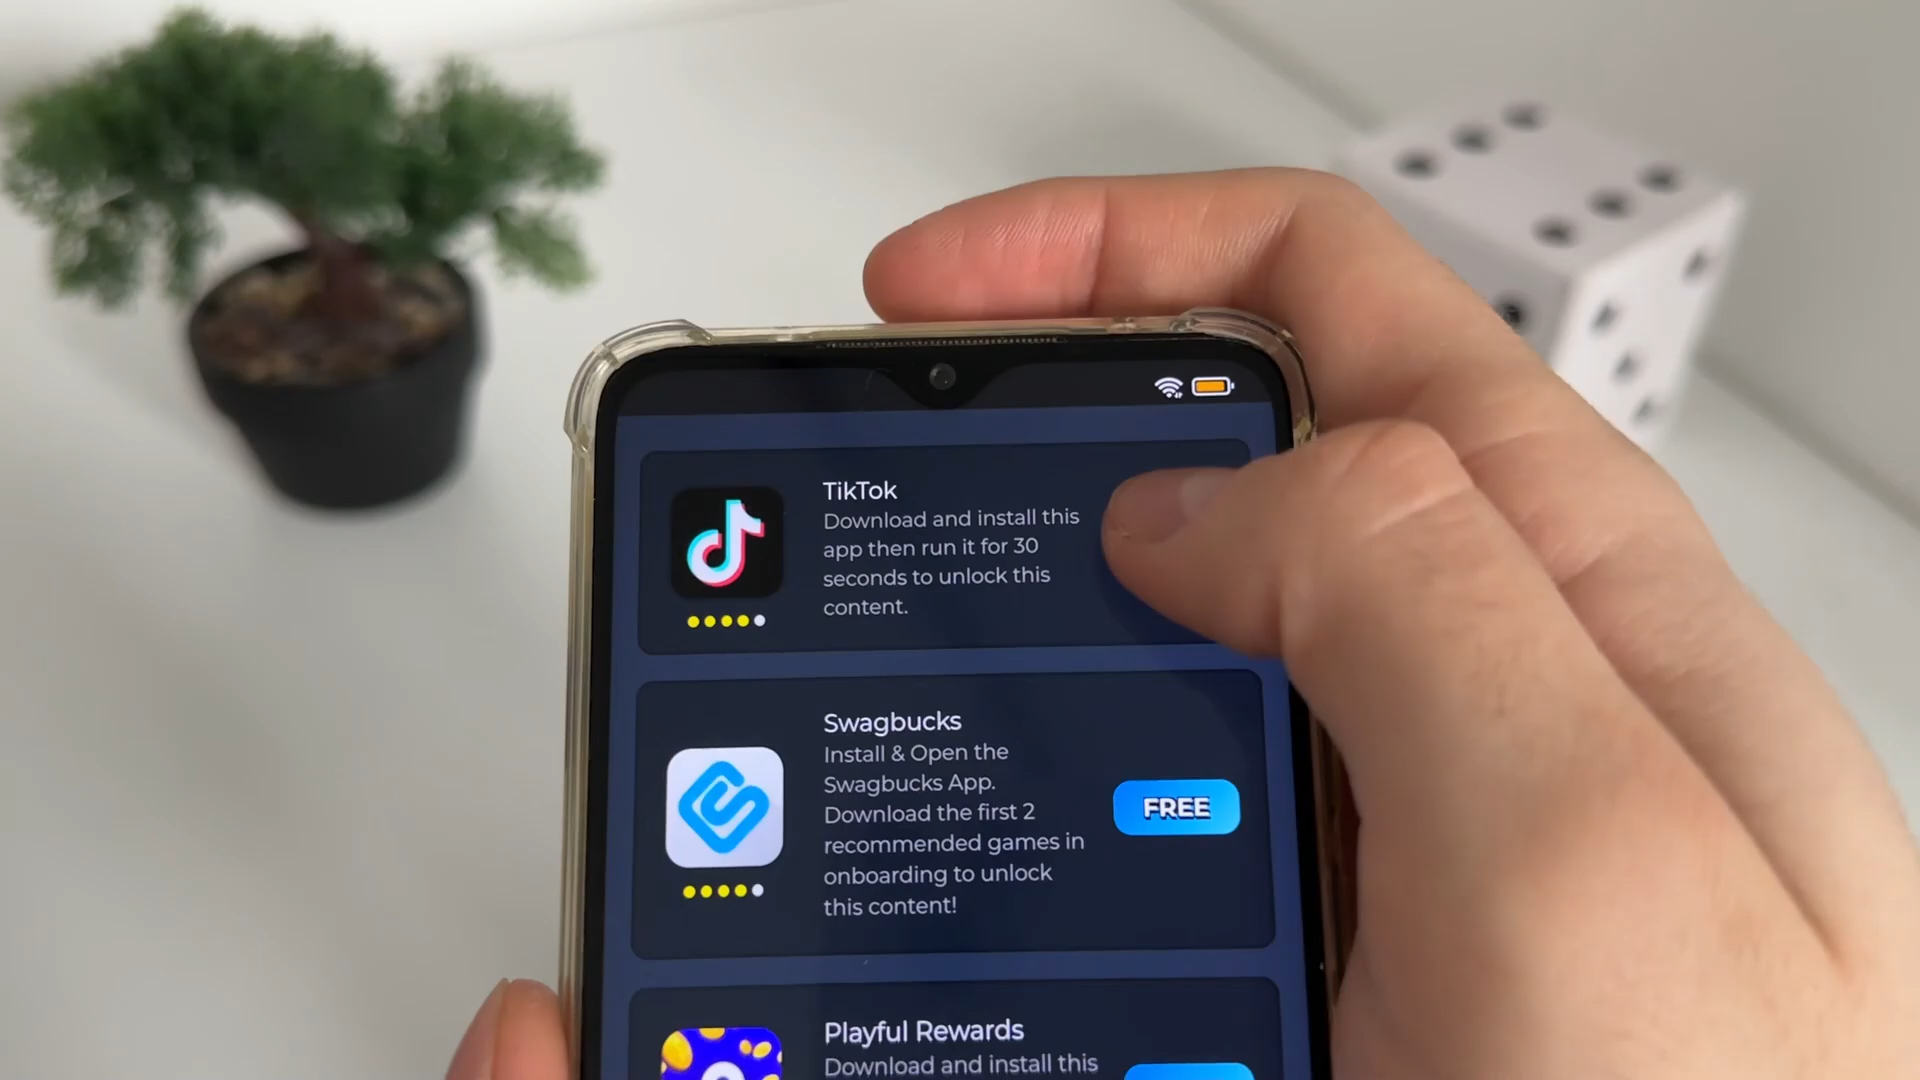 TikTok
Download and install this
app then run it for 30
seconds to unlock this
content.
Swagbucks
Install & Open the
Swagbucks App.
Download the first 2
recommended games in
onboarding to unlock
this content!
FREE
Playful Rewards
Download and install this